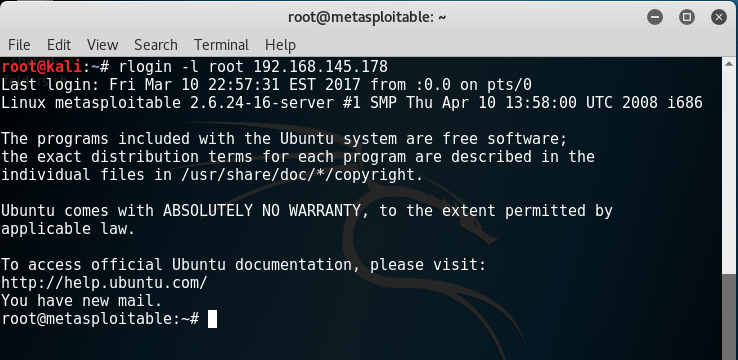 root@metasploitable: ~
File Edit View Search Terminal Help
root@kali:~# rlogin -l root 192.168.145.178
Last login: Fri Mar 10 22:57:31 EST 2017 from :0.0 on pts/0
Linux metasploitable 2.6.24-16-server #1 SMP Thu Apr 10 13:58:00 UTC 2008 i686
The programs included with the Ubuntu system are free software;
the exact distribution terms for each program are described in the
individual files in /usr/share/doc/*/copyright.
Ubuntu comes with ABSOLUTELY NO WARRANTY, to the extent permitted by
applicable law.
To access official Ubuntu documentation, please visit:
http://help.ubuntu.com/
You have new mail.
root@metasploitable:~#